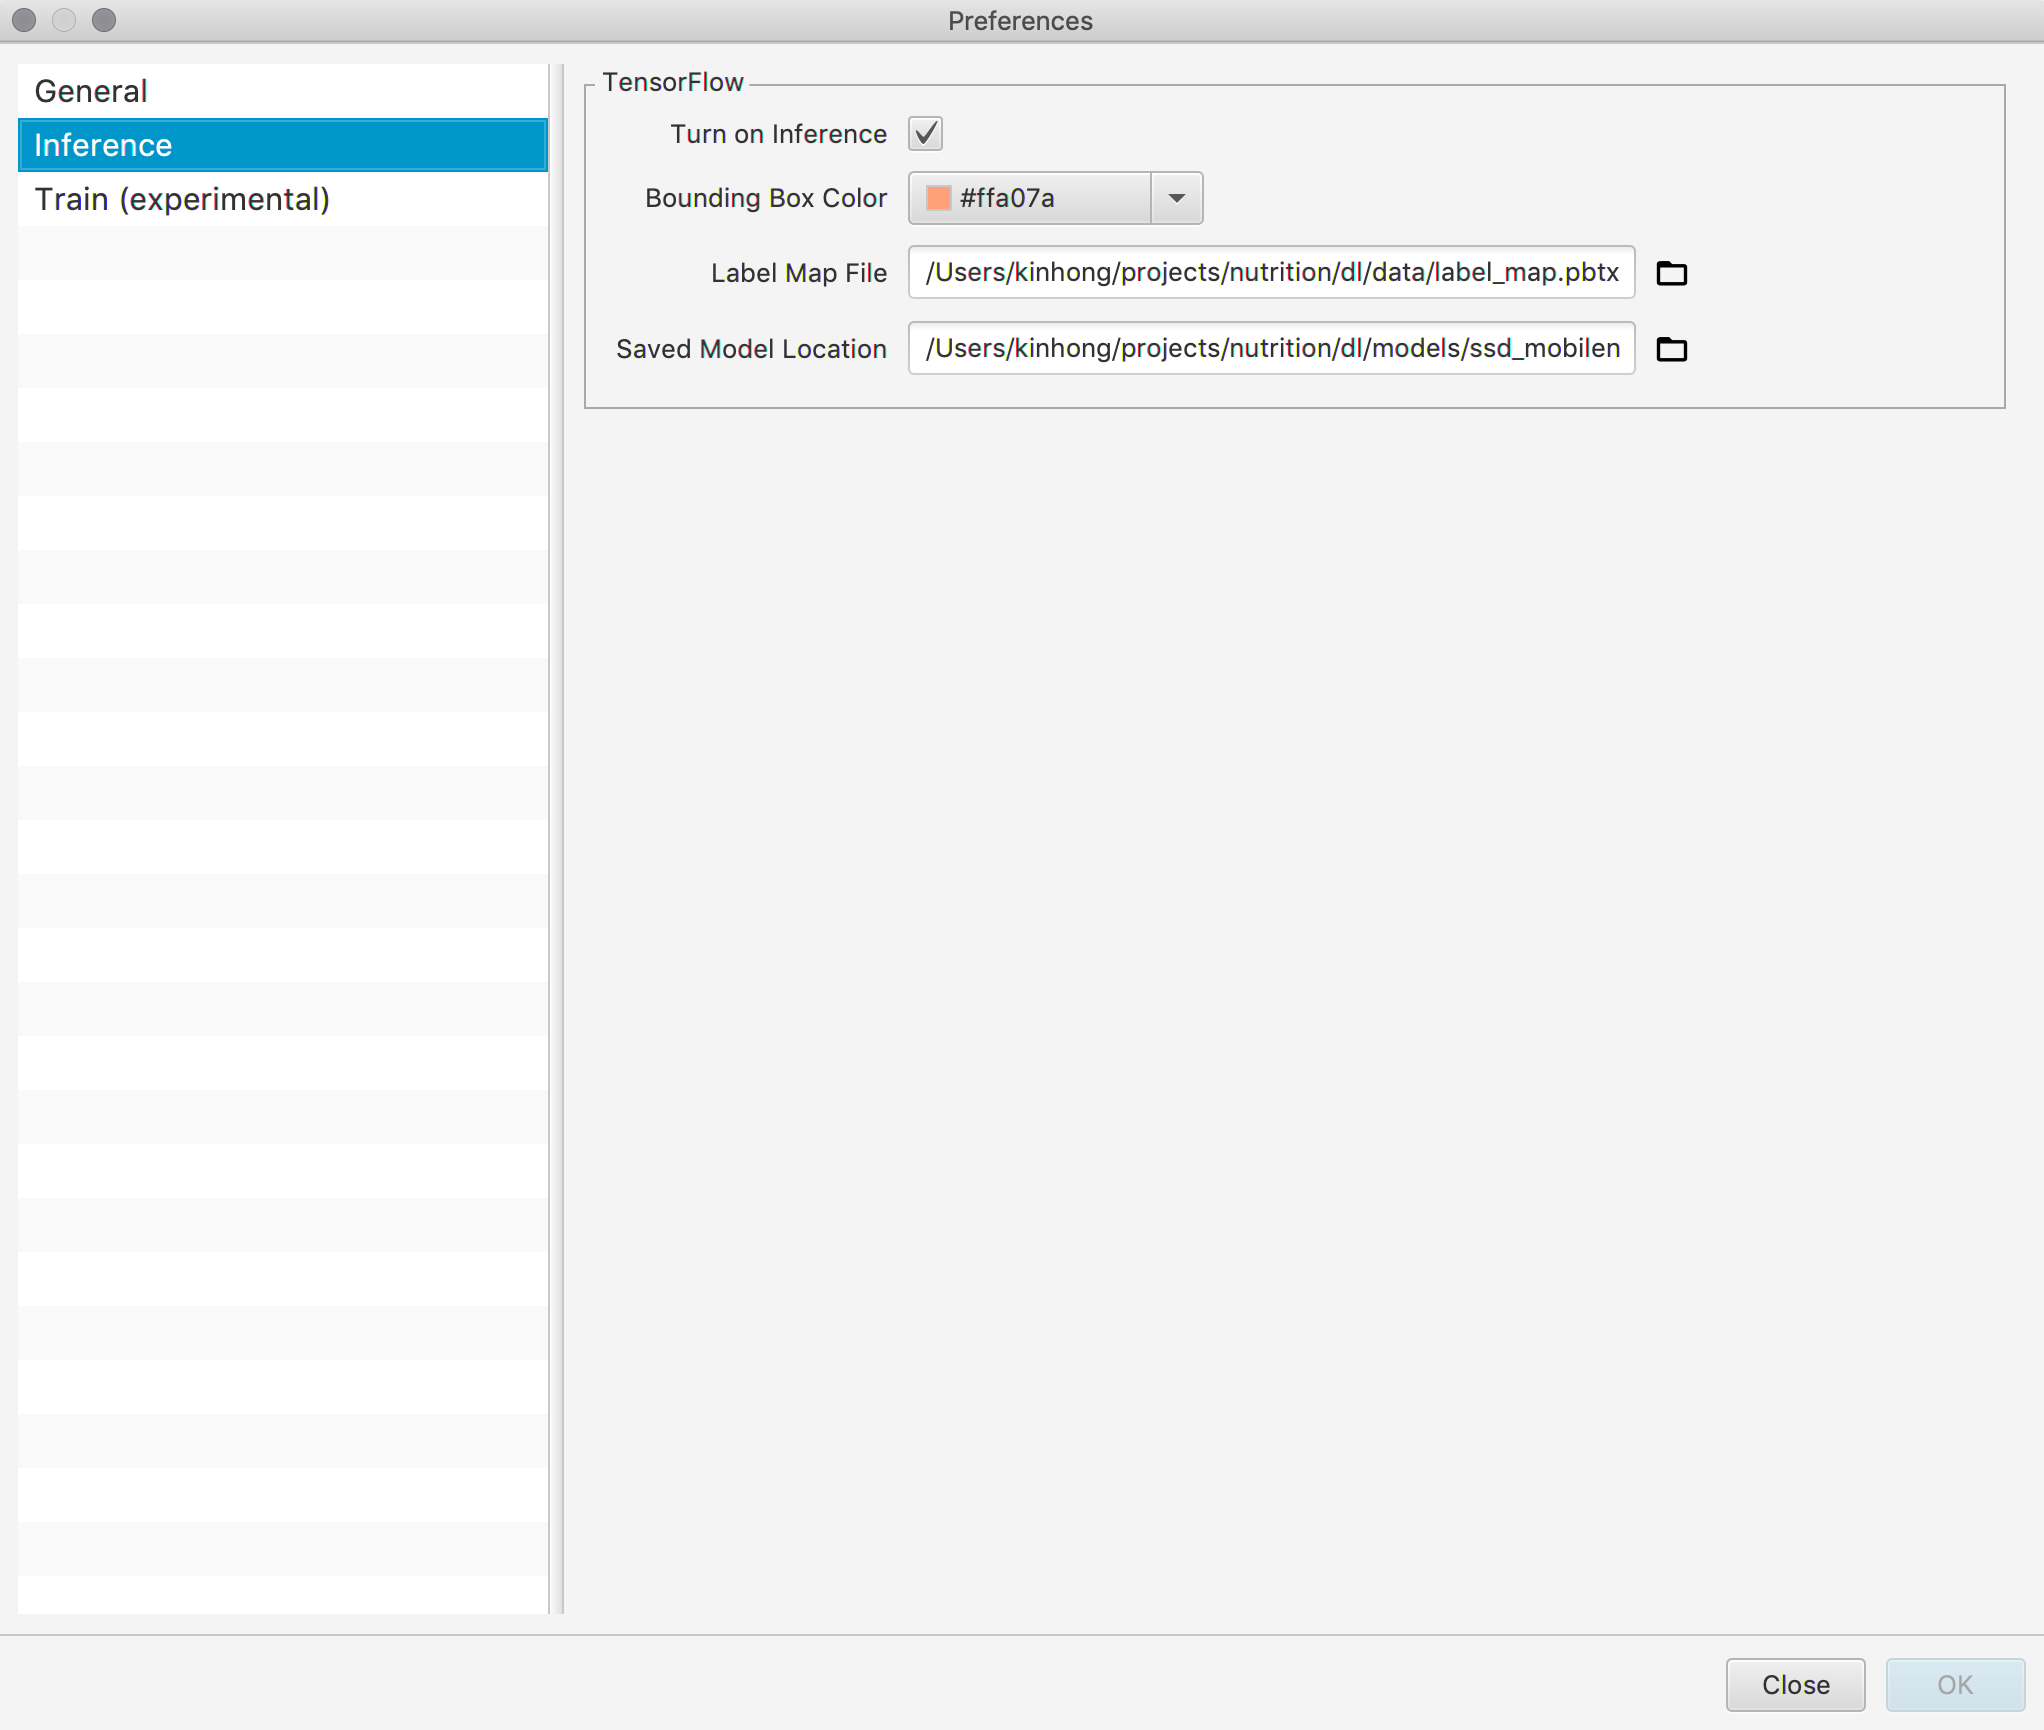 Preferences
General
Inference
Train (experimental)
TensorFlow
Turn on Inference
Bounding Box Color #ffa07a
Label Map File /Users/kinhong/projects/nutrition/dl/data/label_map.pbtx
Saved Model Location /Users/kinhong/projects/nutrition/dl/models/ssd_mobilen
Close OK